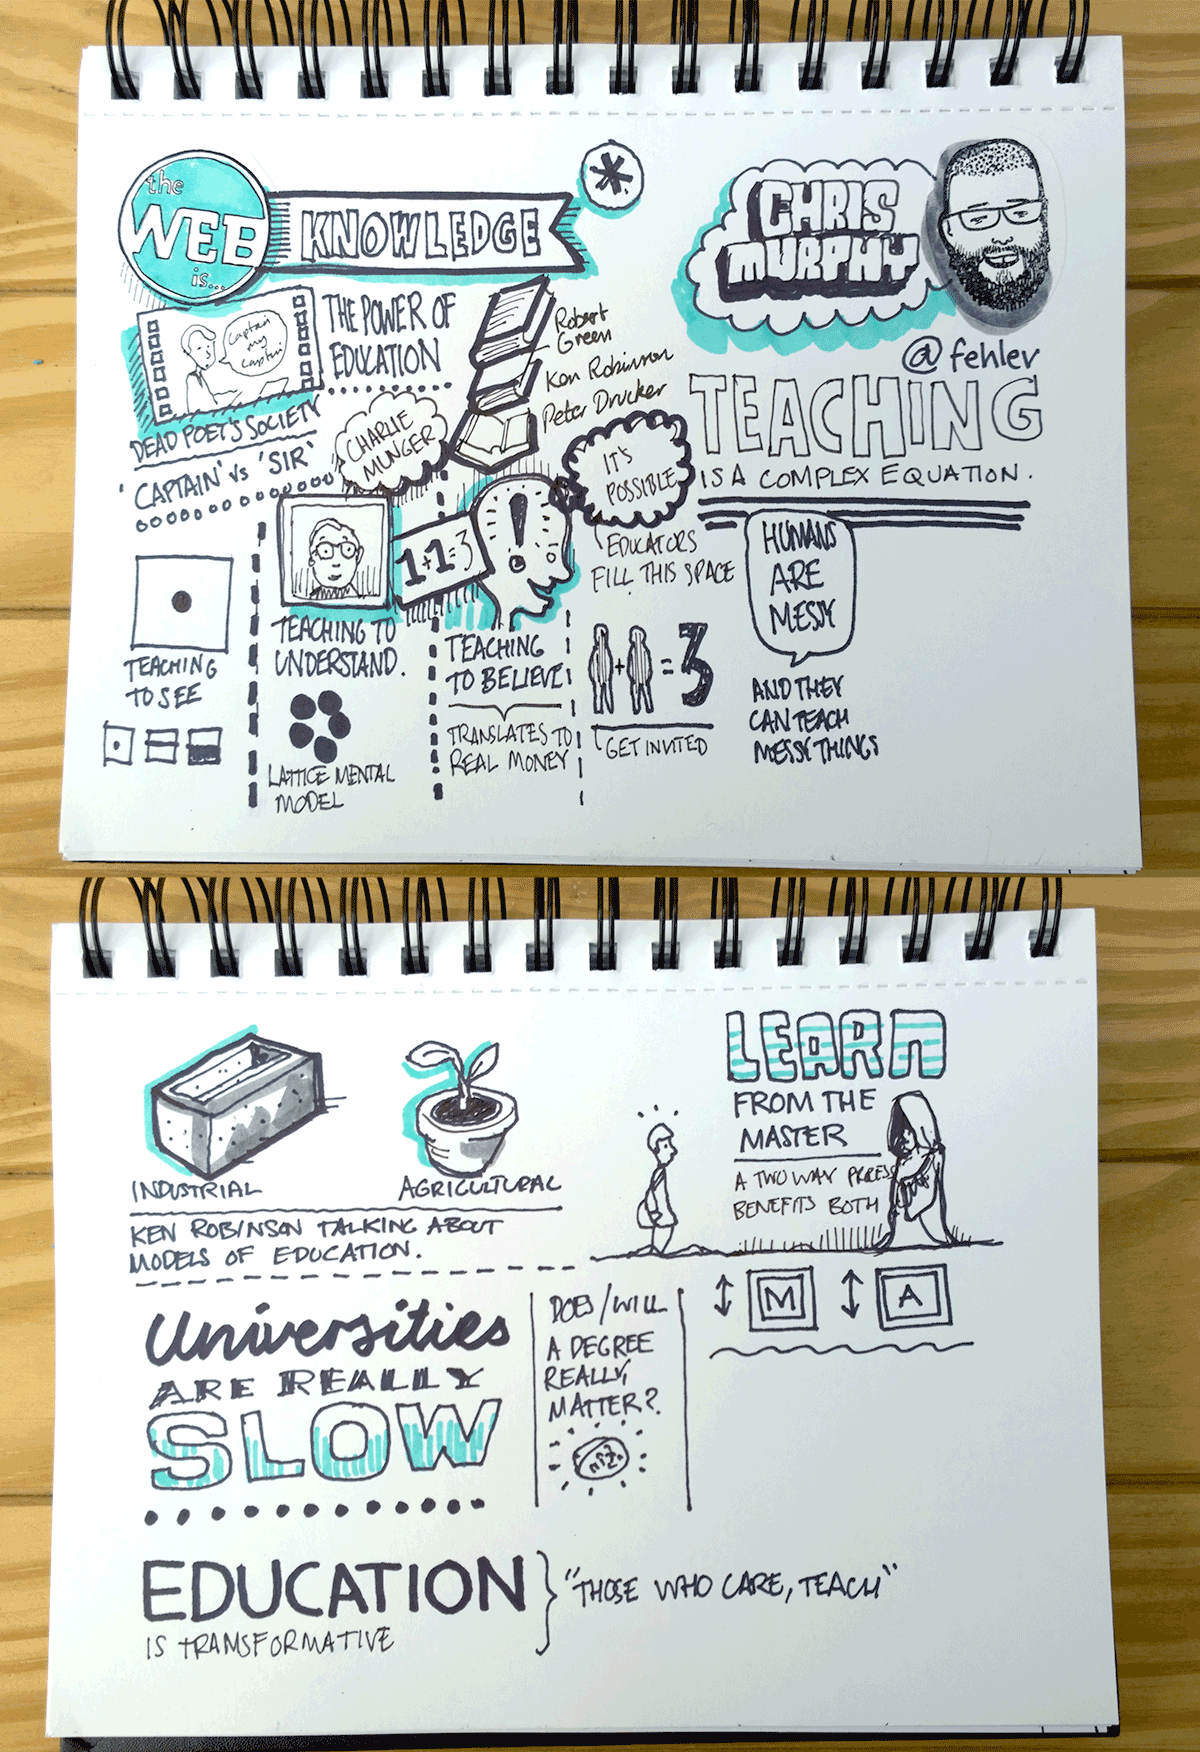 the
WEB
is...
KNOWLEDGE
*
CHRIS
MURPHY
@fehler
THE POWER OF
EDUCATION
Captain
my
Captain
DEAD POET'S SOCIETY
'CAPTAIN' vs 'SIR'
Robert
Green
Ken Robinson
Peter Drucker
CHARLIE
MUNGER
TEACHING
IS A COMPLEX EQUATION.
IT'S
POSSIBLE
EDUCATORS
FILL THIS SPACE
HUMANS
ARE
MESSY
AND THEY
CAN TEACH
MESSY THINGS
1+1=3
!
TEACHING
TO SEE
TEACHING TO
UNDERSTAND.
LATTICE MENTAL
MODEL
TEACHING
TO BELIEVE
TRANSLATES TO
REAL MONEY
+ = 3
GET INVITED
INDUSTRIAL
AGRICULTURAL
KEN ROBINSON TALKING ABOUT
MODELS OF EDUCATION.
LEARN
FROM THE
MASTER
A TWO WAY
BENEFITS BOTH
M
A
Universities
ARE REALLY
SLOW
DOES/WILL
A DEGREE
REALLY,
MATTER?
EDUCATION
IS TRANSFORMATIVE
"THOSE WHO CARE, TEACH"